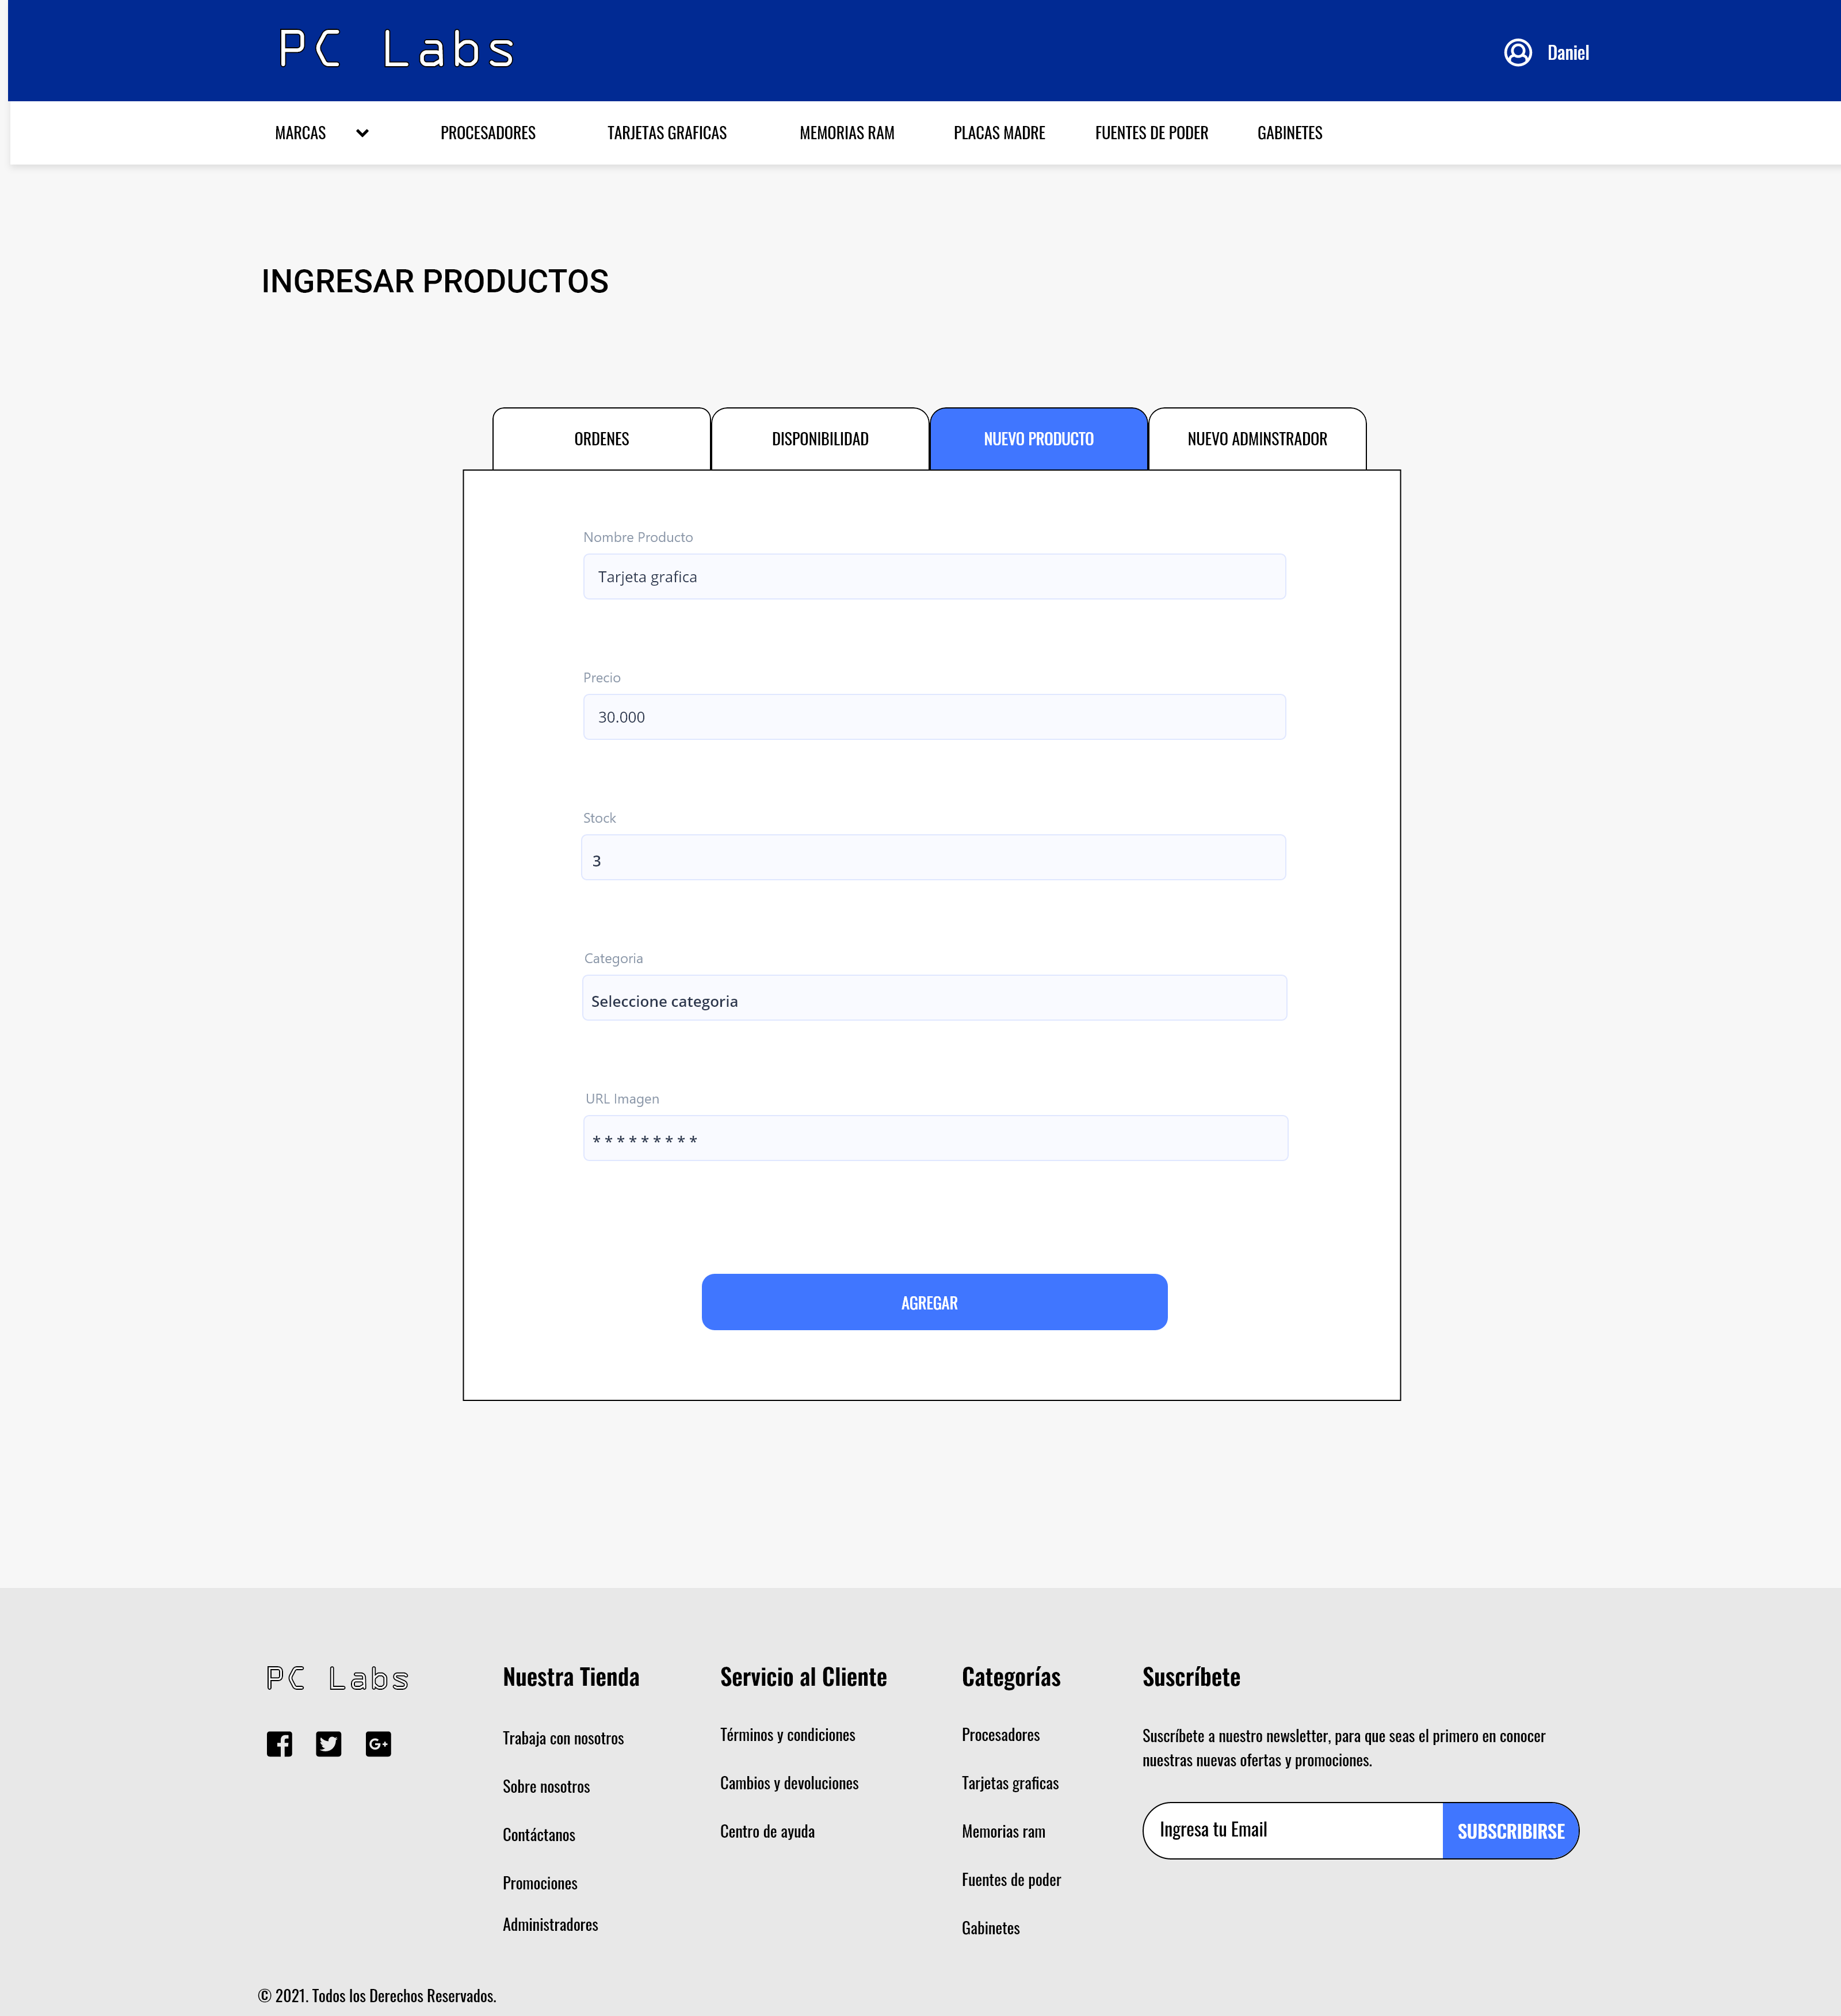 PC Labs
Daniel
MARCAS
PROCESADORES
TARJETAS GRAFICAS
MEMORIAS RAM
PLACAS MADRE
FUENTES DE PODER
GABINETES
INGRESAR PRODUCTOS
ORDENES
DISPONIBILIDAD
NUEVO PRODUCTO
NUEVO ADMINSTRADOR
Nombre Producto
Tarjeta grafica
Precio
30.000
Stock
3
Categoria
Seleccione categoria
URL Imagen
* * * * * * * * *
AGREGAR
PC Labs
Nuestra Tienda
Trabaja con nosotros
Sobre nosotros
Contáctanos
Promociones
Administradores
Servicio al Cliente
Términos y condiciones
Cambios y devoluciones
Centro de ayuda
Categorías
Procesadores
Tarjetas graficas
Memorias ram
Fuentes de poder
Gabinetes
Suscríbete
Suscríbete a nuestro newsletter, para que seas el primero en conocer
nuestras nuevas ofertas y promociones.
Ingresa tu Email
SUBSCRIBIRSE
© 2021. Todos los Derechos Reservados.